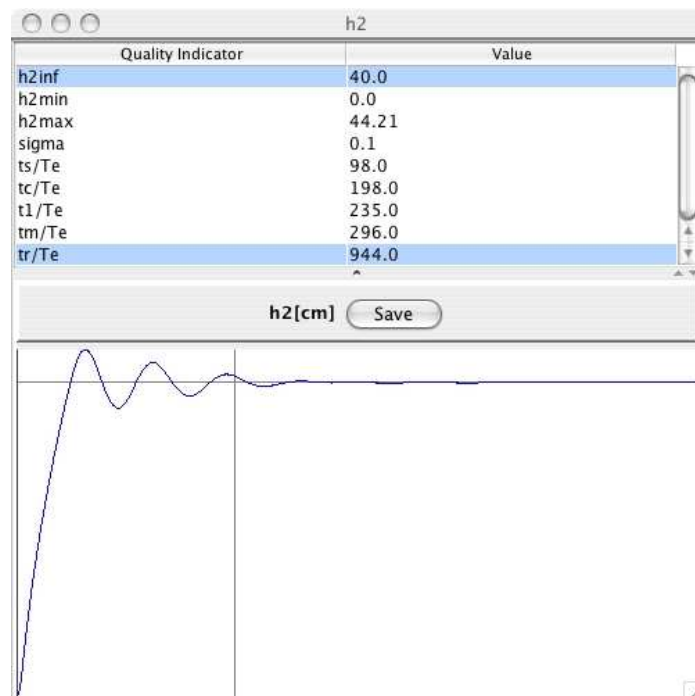 h2
Quality Indicator Value
h2inf 40.0
h2min 0.0
h2max 44.21
sigma 0.1
ts/Te 98.0
tc/Te 198.0
t1/Te 235.0
tm/Te 296.0
tr/Te 944.0
h2[cm] Save